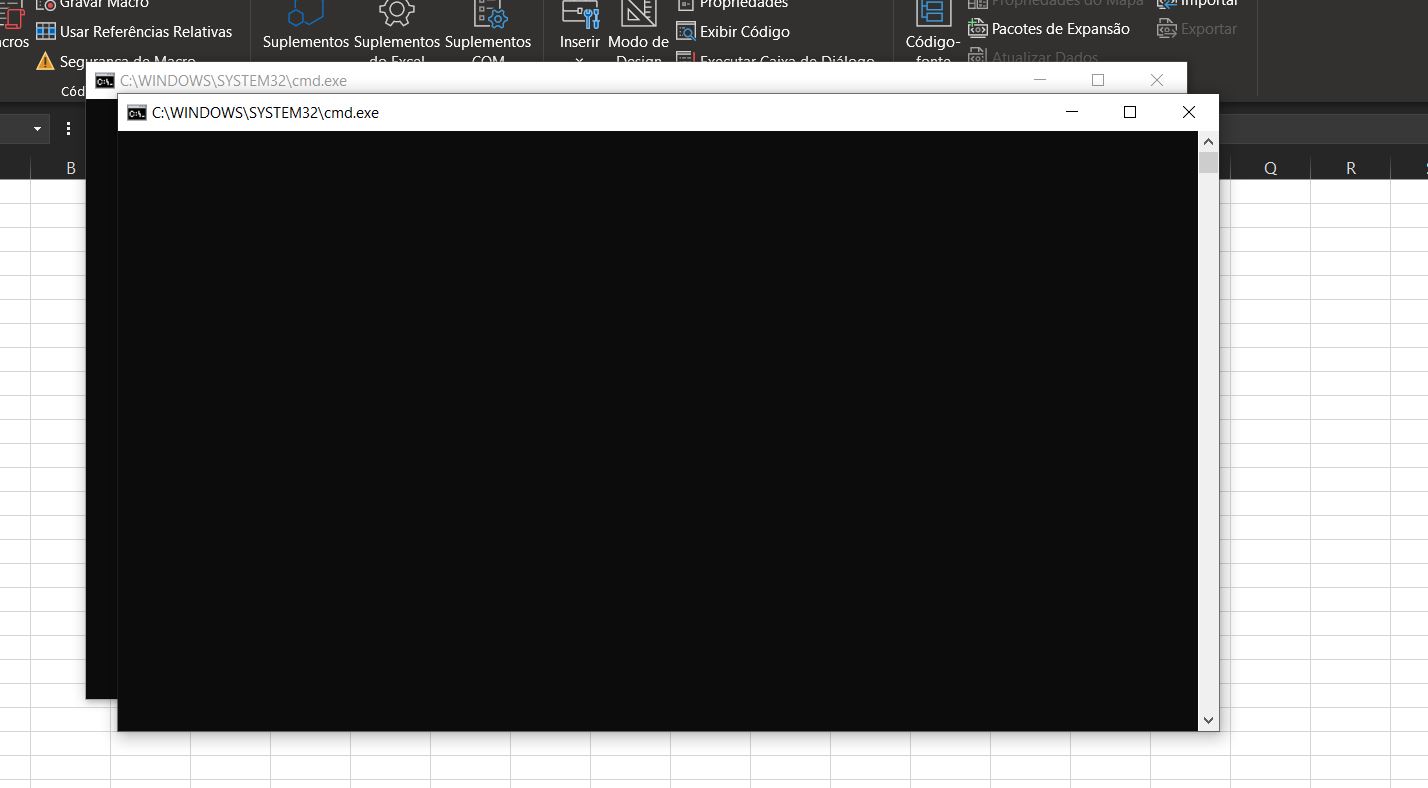 Gravar Macro
Usar Referências Relativas
Segurança de Macro
Cód
Suplementos
Suplementos do Excel
Suplementos COM
Inserir
Modo de Design
Propriedades
Exibir Código
Executar Caixa de Diálogo
Código-fonte
Propriedades do Mapa
Pacotes de Expansão
Atualizar Dados
Importar
Exportar
C:\WINDOWS\SYSTEM32\cmd.exe
C:\WINDOWS\SYSTEM32\cmd.exe
B
Q
R